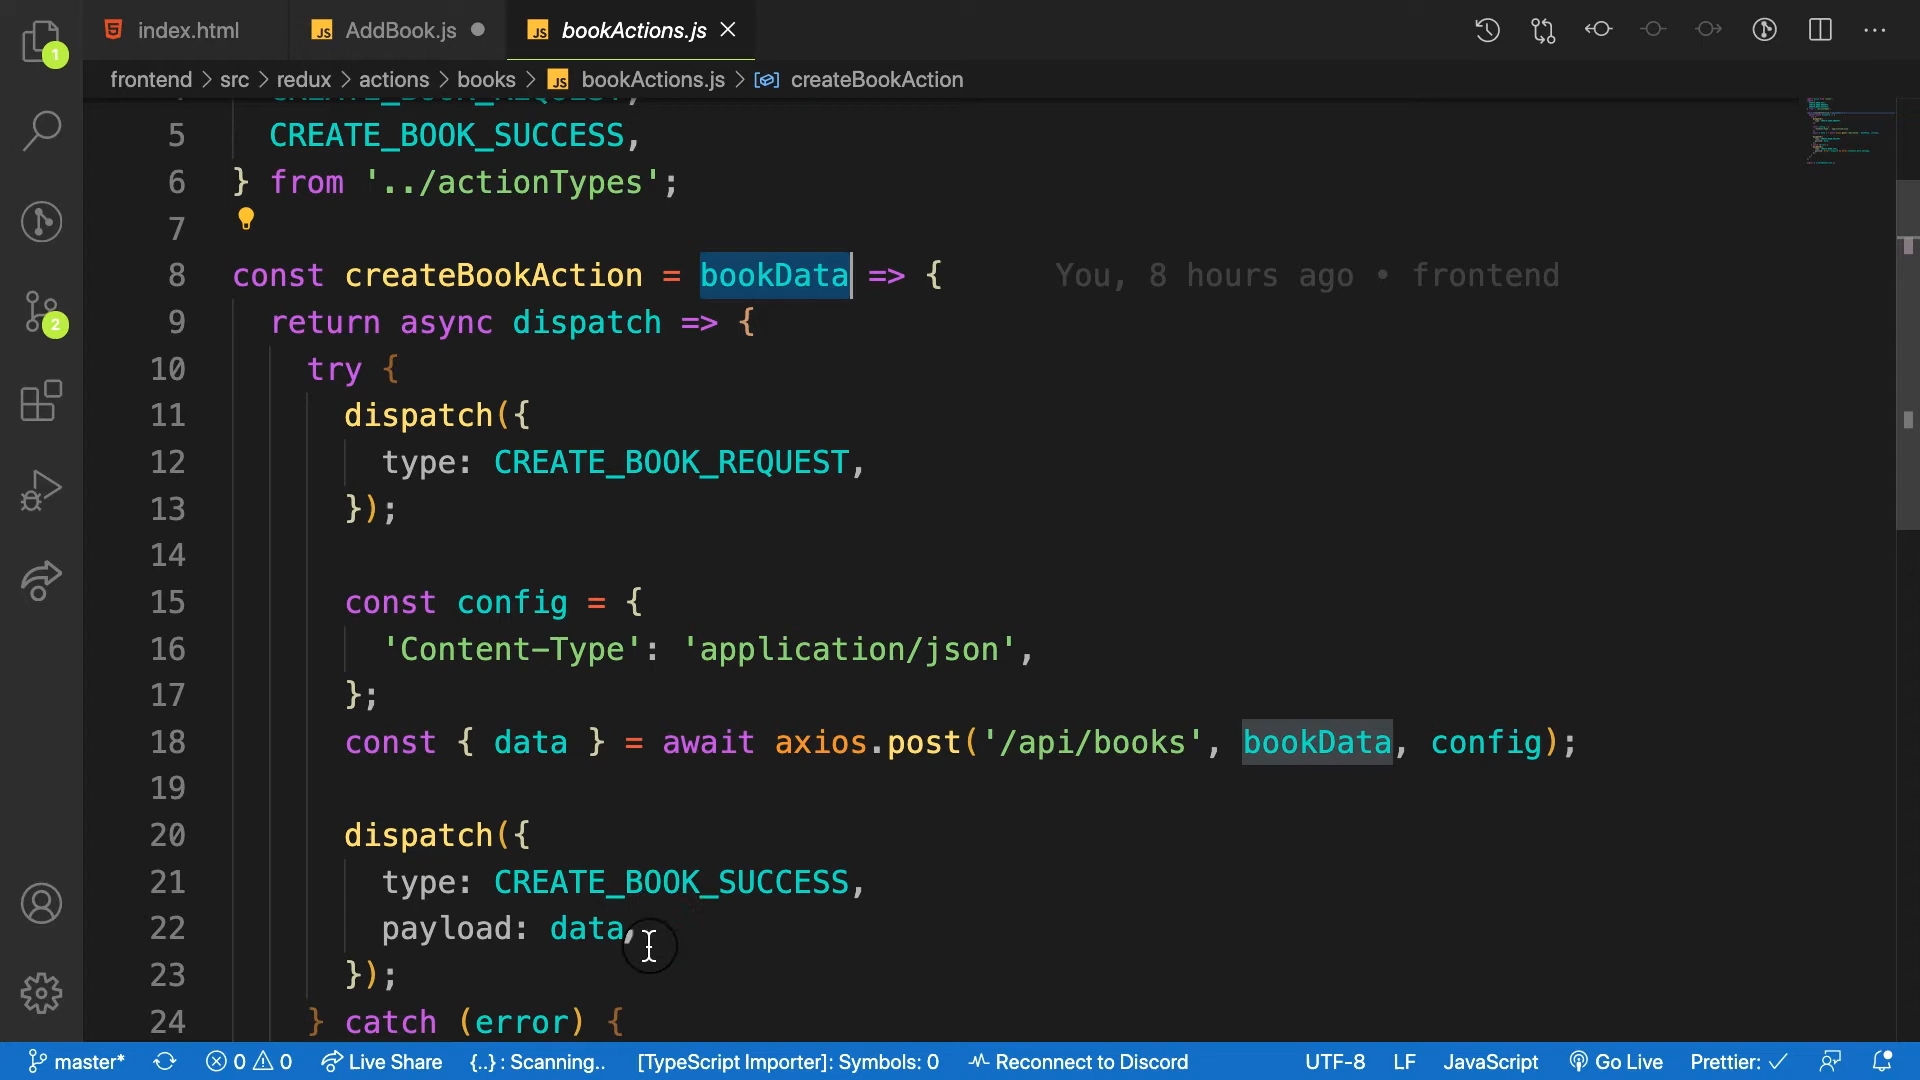 index.html AddBook.js bookActions.js
frontend > src > redux > actions > books > bookActions.js > createBookAction
4 CREATE_BOOK_REQUEST,
5 CREATE_BOOK_SUCCESS,
6 } from '../actionTypes';
7
8 const createBookAction = bookData => { You, 8 hours ago • frontend
9 return async dispatch => {
10 try {
11 dispatch({
12 type: CREATE_BOOK_REQUEST,
13 });
14
15 const config = {
16 'Content-Type': 'application/json',
17 };
18 const { data } = await axios.post('/api/books', bookData, config);
19
20 dispatch({
21 type: CREATE_BOOK_SUCCESS,
22 payload: data,
23 });
24 } catch (error) {
1
2
master* 0 0 Live Share {..} : Scanning.. [TypeScript Importer]: Symbols: 0 Reconnect to Discord UTF-8 LF JavaScript Go Live Prettier: ✓